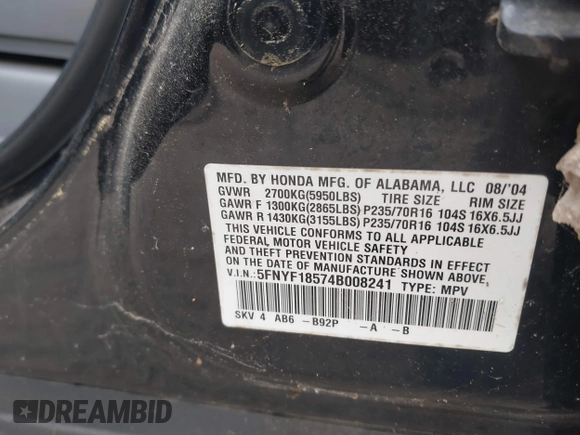 MFD. BY HONDA MFG. OF ALABAMA, LLC 08/'04
GVWR 2700KG(5950LBS) TIRE SIZE RIM SIZE
GAWR F 1300KG(2865LBS) P235/70R16 104S 16X6.5JJ
GAWR R 1430KG(3155LBS) P235/70R16 104S 16X6.5JJ
THIS VEHICLE CONFORMS TO ALL APPLICABLE
FEDERAL MOTOR VEHICLE SAFETY
AND THEFT PREVENTION STANDARDS IN EFFECT
ON THE DATE OF MANUFACTURE SHOWN ABOVE.
V.I.N.: 5FNYF18574B008241 TYPE: MPV
SKV 4 AB6 -B92P -A -B
DREAMBID